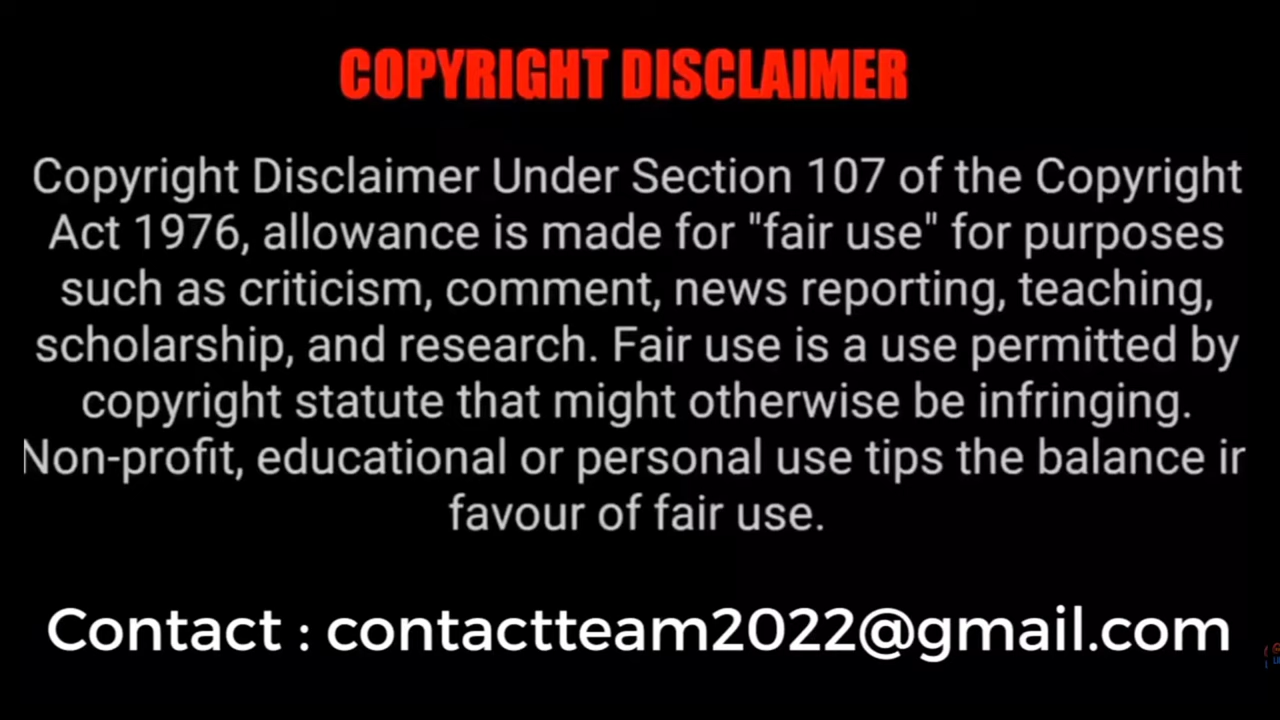 COPYRIGHT DISCLAIMER
Copyright Disclaimer Under Section 107 of the Copyright
Act 1976, allowance is made for "fair use" for purposes
such as criticism, comment, news reporting, teaching,
scholarship, and research. Fair use is a use permitted by
copyright statute that might otherwise be infringing.
Non-profit, educational or personal use tips the balance in
favour of fair use.
Contact : contactteam2022@gmail.com